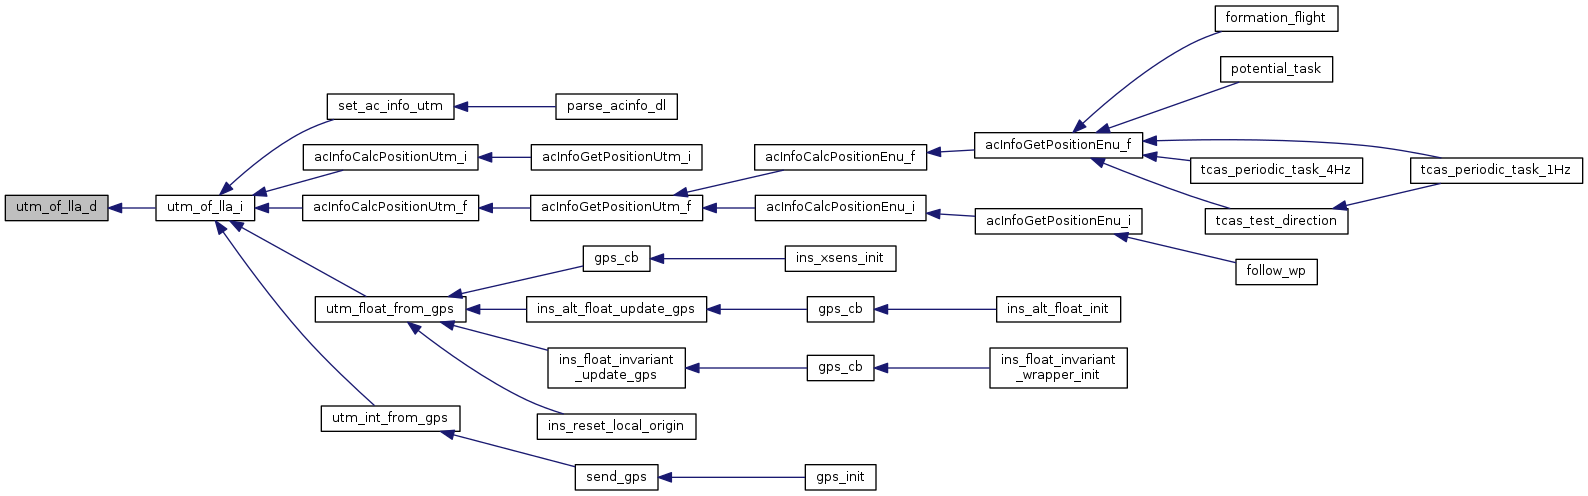 formation_flight
potential_task
set_ac_info_utm
parse_acinfo_dl
acInfoGetPositionEnu_f
acInfoCalcPositionUtm_i
acInfoGetPositionUtm_i
acInfoCalcPositionEnu_f
tcas_periodic_task_4Hz
tcas_periodic_task_1Hz
utm_of_lla_d
utm_of_lla_i
acInfoCalcPositionUtm_f
acInfoGetPositionUtm_f
acInfoCalcPositionEnu_i
acInfoGetPositionEnu_i
tcas_test_direction
gps_cb
ins_xsens_init
follow_wp
utm_float_from_gps
ins_alt_float_update_gps
gps_cb
ins_alt_float_init
ins_float_invariant
_update_gps
gps_cb
ins_float_invariant
_wrapper_init
utm_int_from_gps
ins_reset_local_origin
send_gps
gps_init